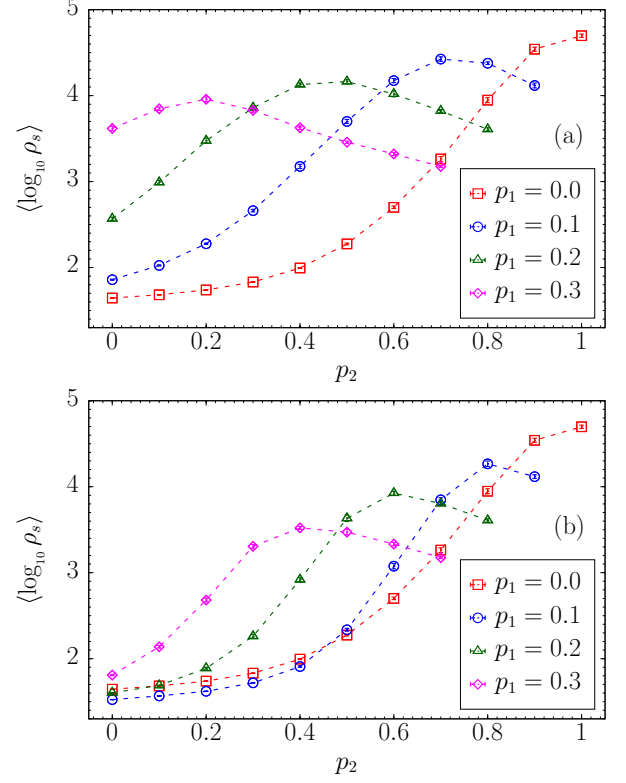 5
4
3
2
⟨log₁₀ ρₛ⟩
(a)
p₁ = 0.0
p₁ = 0.1
p₁ = 0.2
p₁ = 0.3
0 0.2 0.4 0.6 0.8 1
p₂
5
4
3
2
⟨log₁₀ ρₛ⟩
(b)
p₁ = 0.0
p₁ = 0.1
p₁ = 0.2
p₁ = 0.3
0 0.2 0.4 0.6 0.8 1
p₂